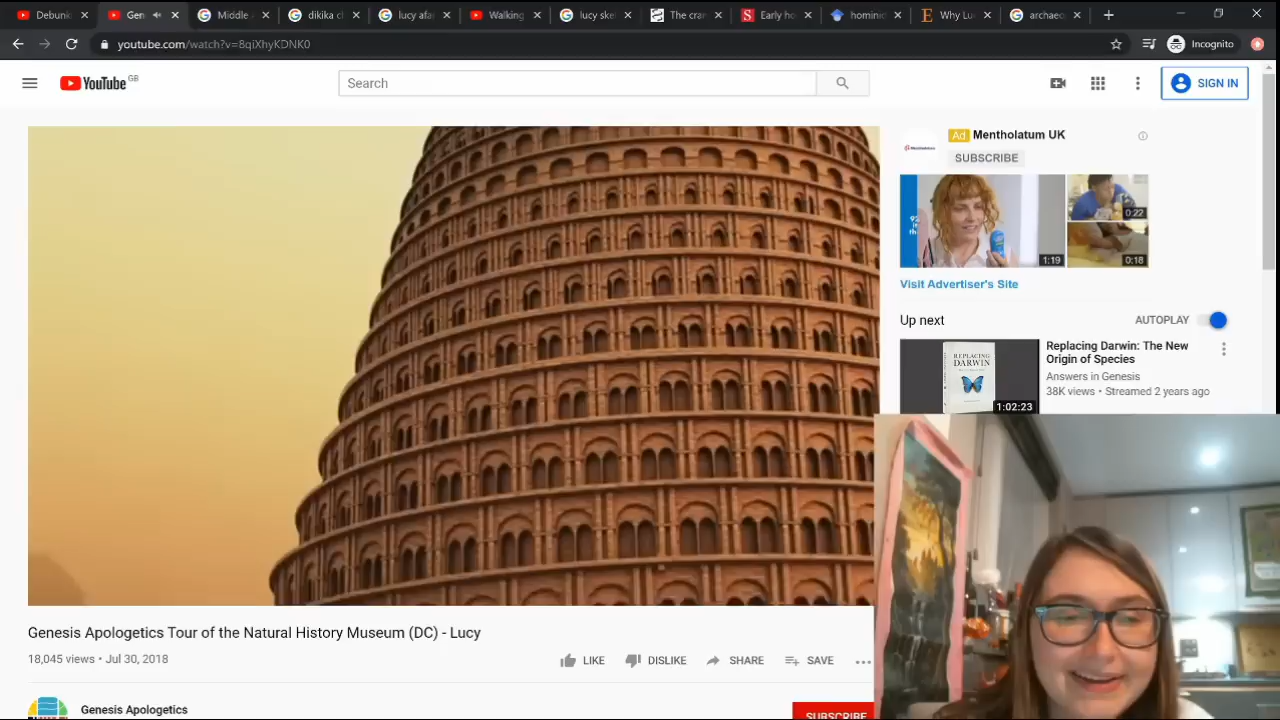 Debunk
Gen
Middle
dikika c
lucy afa
Walking
lucy skel
The cran
Early ho
hominio
Why Lu
archaeo
youtube.com/watch?v=8qiXhyKDNK0
Incognito
YouTube GB
Search
SIGN IN
Ad Mentholatum UK
SUBSCRIBE
1:19
0:22
0:18
Visit Advertiser's Site
Up next
AUTOPLAY
REPLACING DARWIN
1:02:23
Replacing Darwin: The New
Origin of Species
Answers in Genesis
38K views • Streamed 2 years ago
Genesis Apologetics Tour of the Natural History Museum (DC) - Lucy
18,045 views • Jul 30, 2018
LIKE
DISLIKE
SHARE
SAVE
Genesis Apologetics
SUBSCRIBE